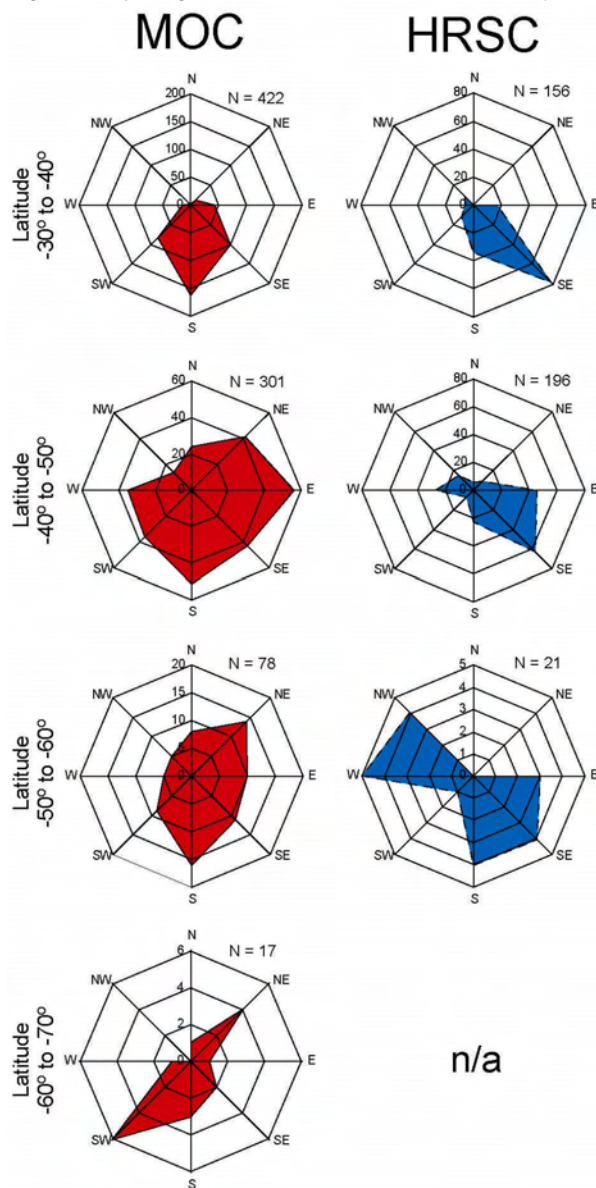 MOC HRSC
Latitude
-30° to -40°
N
N = 422
200
150
100
50
0
NW
NE
W
E
SW
SE
S
N
N = 156
80
60
40
20
0
NW
NE
W
E
SW
SE
S
Latitude
-40° to -50°
N
N = 301
60
40
20
0
NW
NE
W
E
SW
SE
S
N
N = 196
80
60
40
20
0
NW
NE
W
E
SW
SE
S
Latitude
-50° to -60°
N
N = 78
20
15
10
5
0
NW
NE
W
E
SW
SE
S
N
N = 21
5
4
3
2
1
0
NW
NE
W
E
SW
SE
S
Latitude
-60° to -70°
N
N = 17
6
4
2
0
NW
NE
W
E
SW
SE
S
n/a